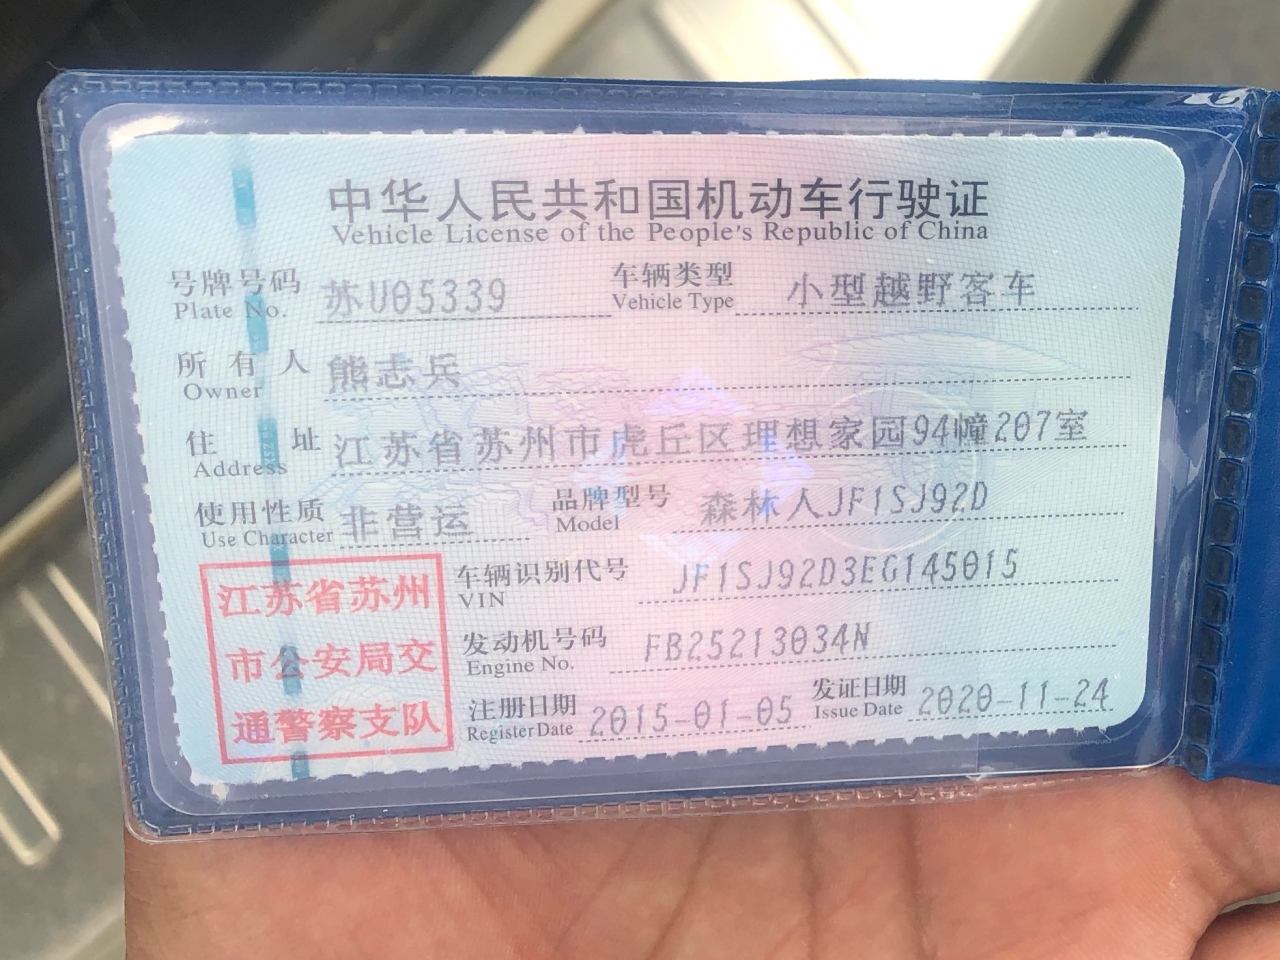 中华人民共和国机动车行驶证
Vehicle License of the People's Republic of China
号牌号码 苏U05339 车辆类型 小型越野客车
Plate No. Vehicle Type
所有人 熊志兵
Owner
住址 江苏省苏州市虎丘区理想家园94幢207室
Address
使用性质 非营运 品牌型号 森林人JF1SJ92D
Use Character Model
江苏省苏州
市公安局交
通警察支队
车辆识别代号 JF1SJ92D3EG145015
VIN
发动机号码 FB25213034N
Engine No.
注册日期 2015-01-05 发证日期 2020-11-24
Register Date Issue Date